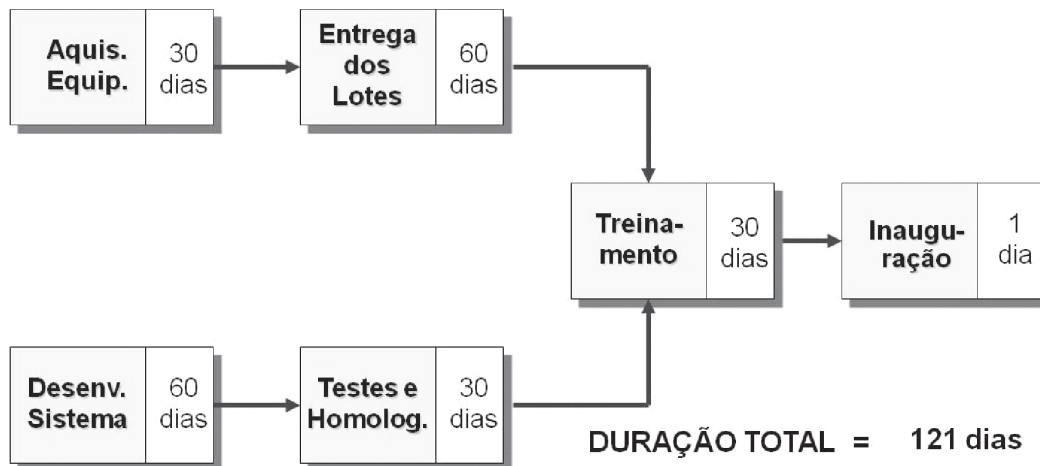 Aquis.
Equip.
30
dias
Entrega
dos
Lotes
60
dias
Treina-
mento
30
dias
Inaugu-
ração
1
dia
Desenv.
Sistema
60
dias
Testes e
Homolog.
30
dias
DURAÇÃO TOTAL = 121 dias